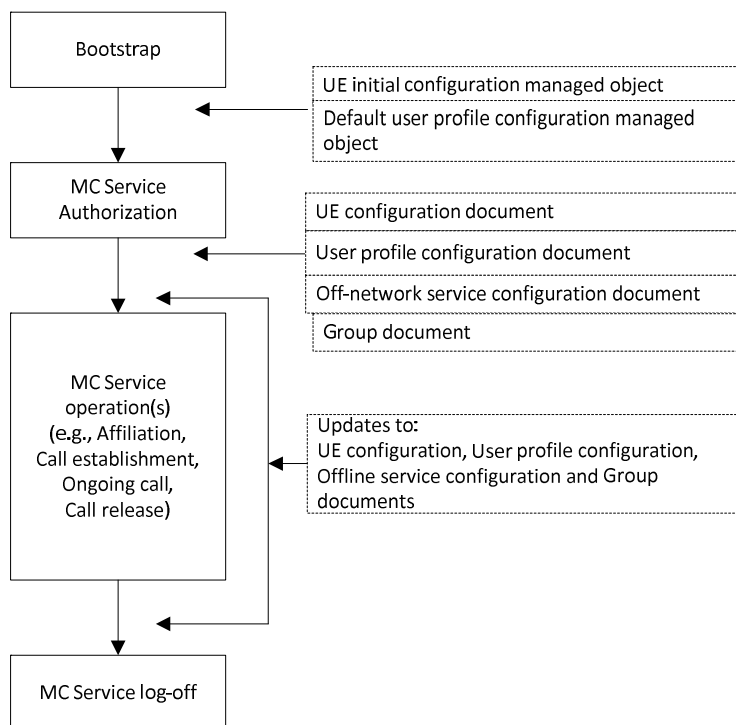 Bootstrap
UE initial configuration managed object
Default user profile configuration managed
object
MC Service
Authorization
UE configuration document
User profile configuration document
Off-network service configuration document
Group document
MC Service
operation(s)
(e.g., Affiliation,
Call establishment,
Ongoing call,
Call release)
Updates to:
UE configuration, User profile configuration,
Offline service configuration and Group
documents
MC Service log-off